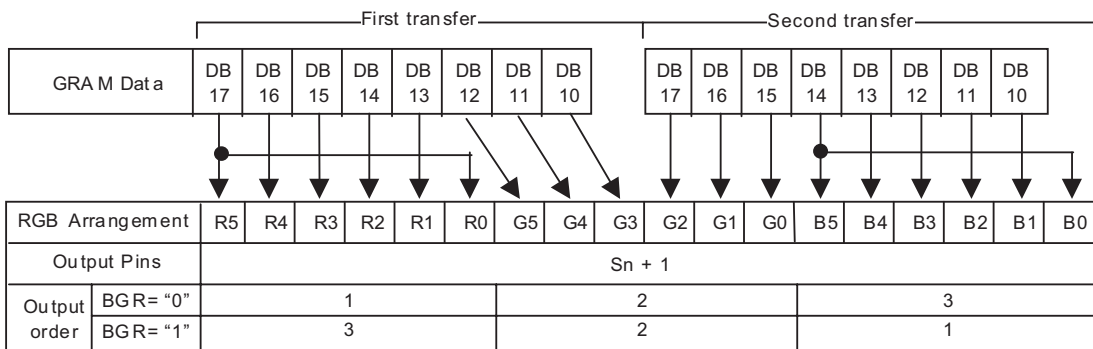 First transfer Second transfer
GRAM Data DB 17 DB 16 DB 15 DB 14 DB 13 DB 12 DB 11 DB 10 DB 17 DB 16 DB 15 DB 14 DB 13 DB 12 DB 11 DB 10
RGB Arrangement R5 R4 R3 R2 R1 R0 G5 G4 G3 G2 G1 G0 B5 B4 B3 B2 B1 B0
Output Pins Sn + 1
Output order BGR= “0” 1 2 3
BGR= “1” 3 2 1